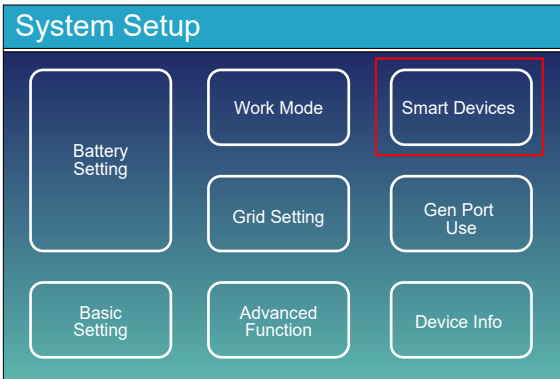 System Setup
Work Mode
Smart Devices
Battery
Setting
Grid Setting
Gen Port
Use
Basic
Setting
Advanced
Function
Device Info